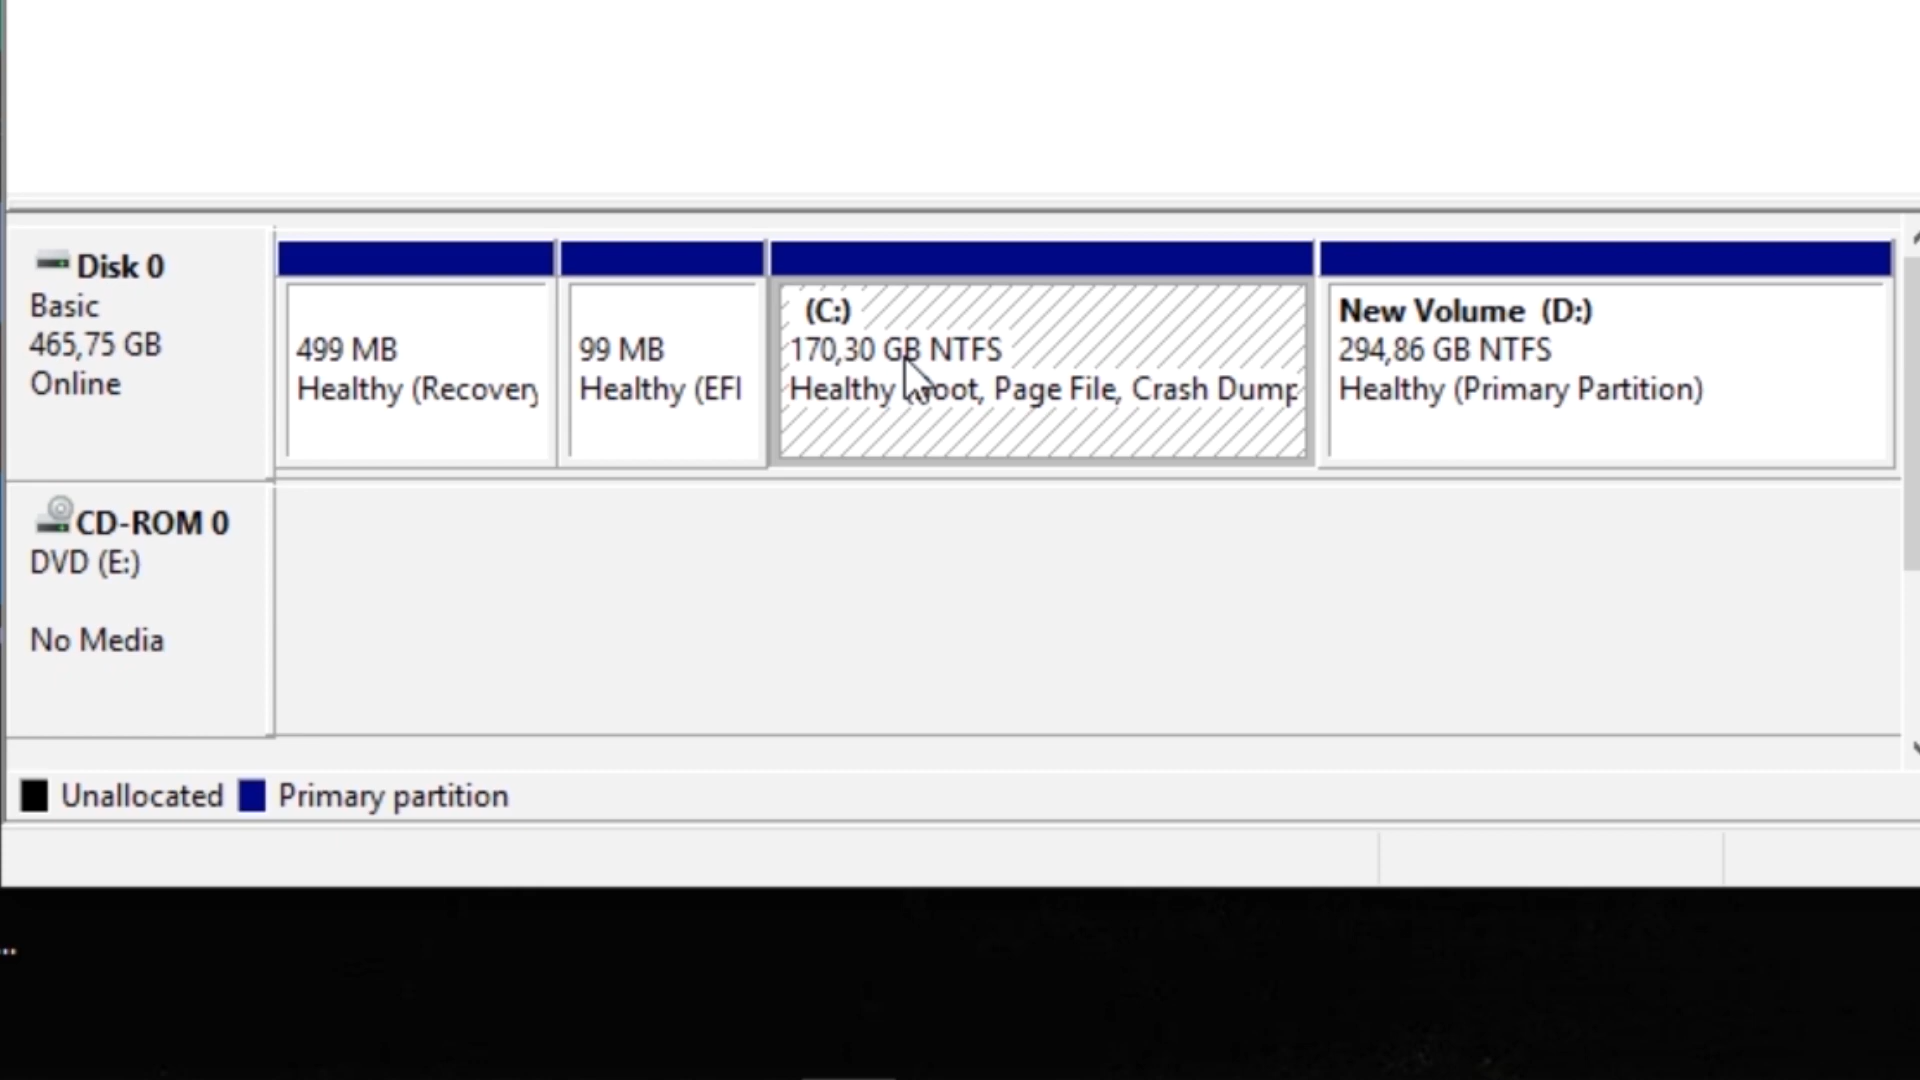 Disk 0
Basic
465,75 GB
Online
499 MB
Healthy (Recovery
99 MB
Healthy (EFI
(C:)
170,30 GB NTFS
Healthy oot, Page File, Crash Dump
New Volume (D:)
294,86 GB NTFS
Healthy (Primary Partition)
CD-ROM 0
DVD (E:)
No Media
Unallocated
Primary partition
...